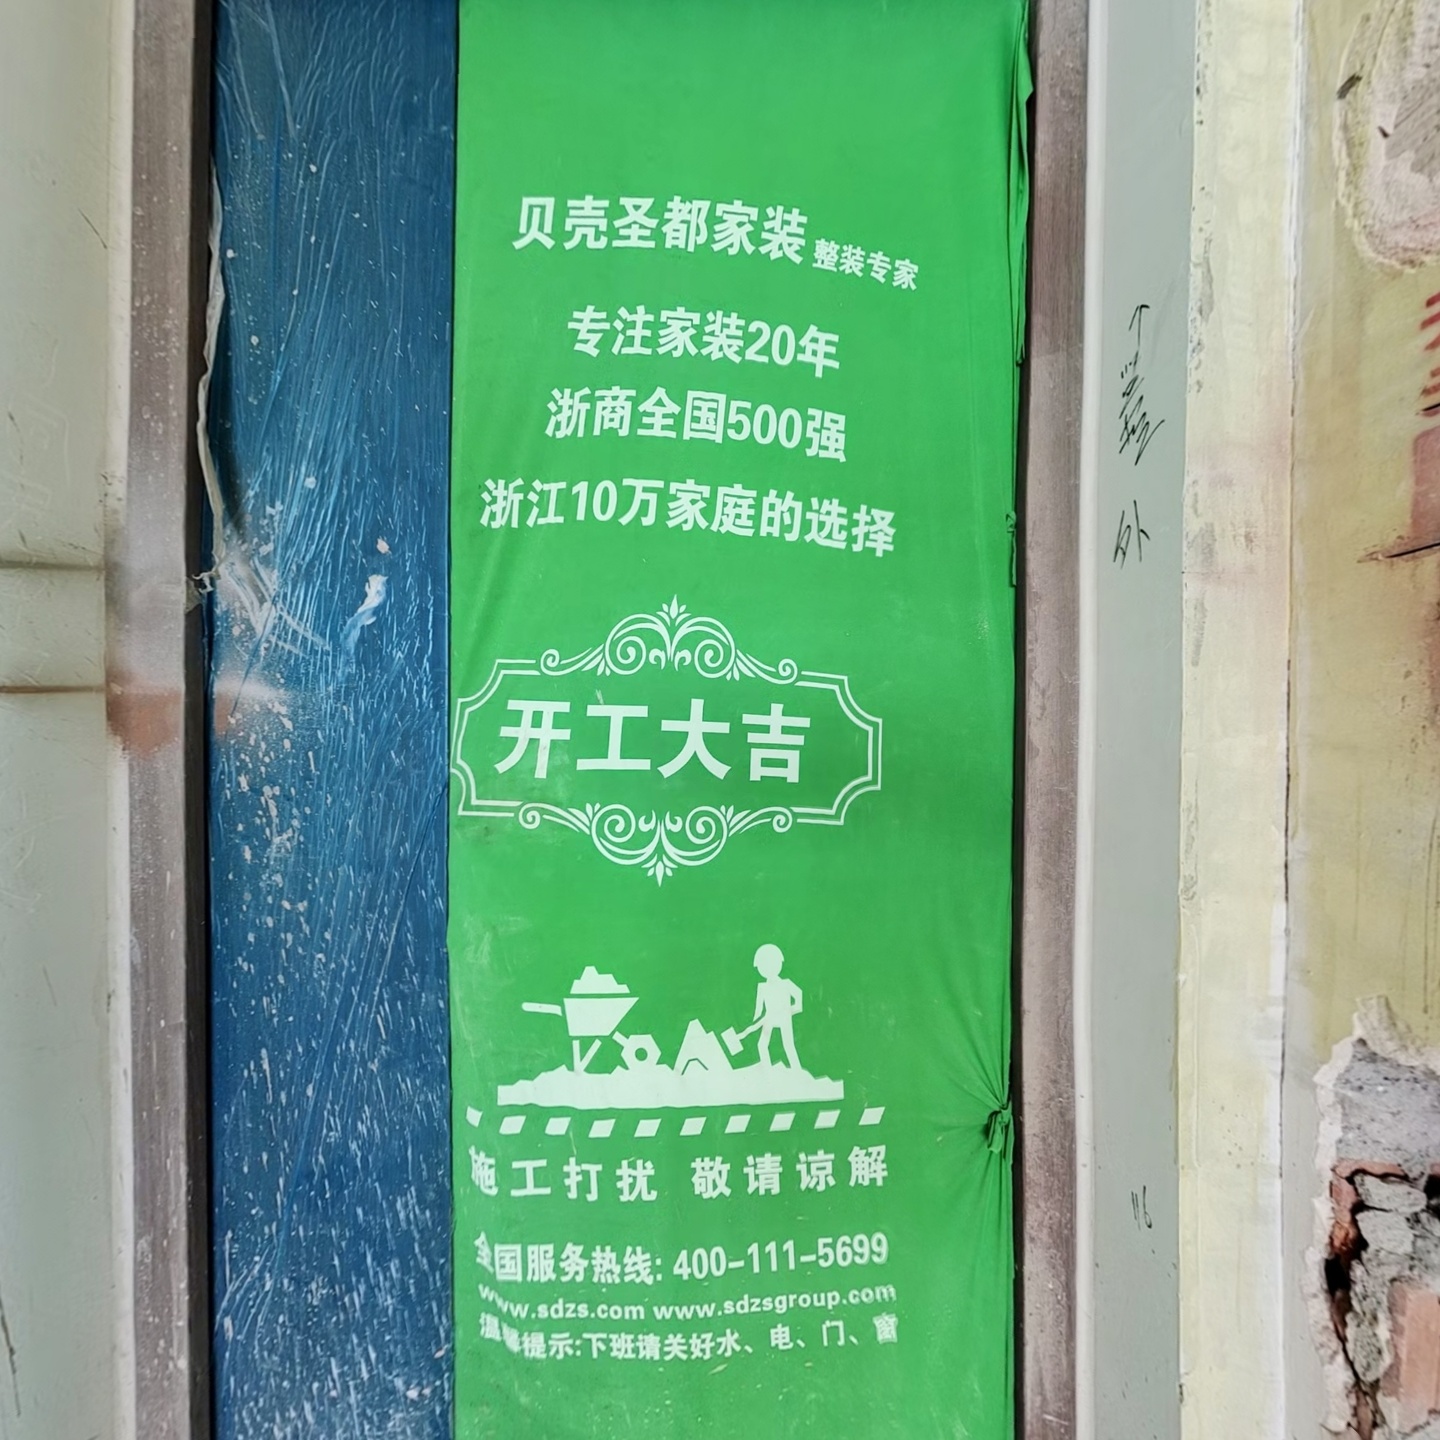 贝壳圣都家装 整装专家
专注家装20年
浙商全国500强
浙江10万家庭的选择
开工大吉
施工打扰 敬请谅解
全国服务热线: 400-111-5699
www.sdzs.com www.sdzsgroup.com
温馨提示:下班请关好水、电、门、窗
外